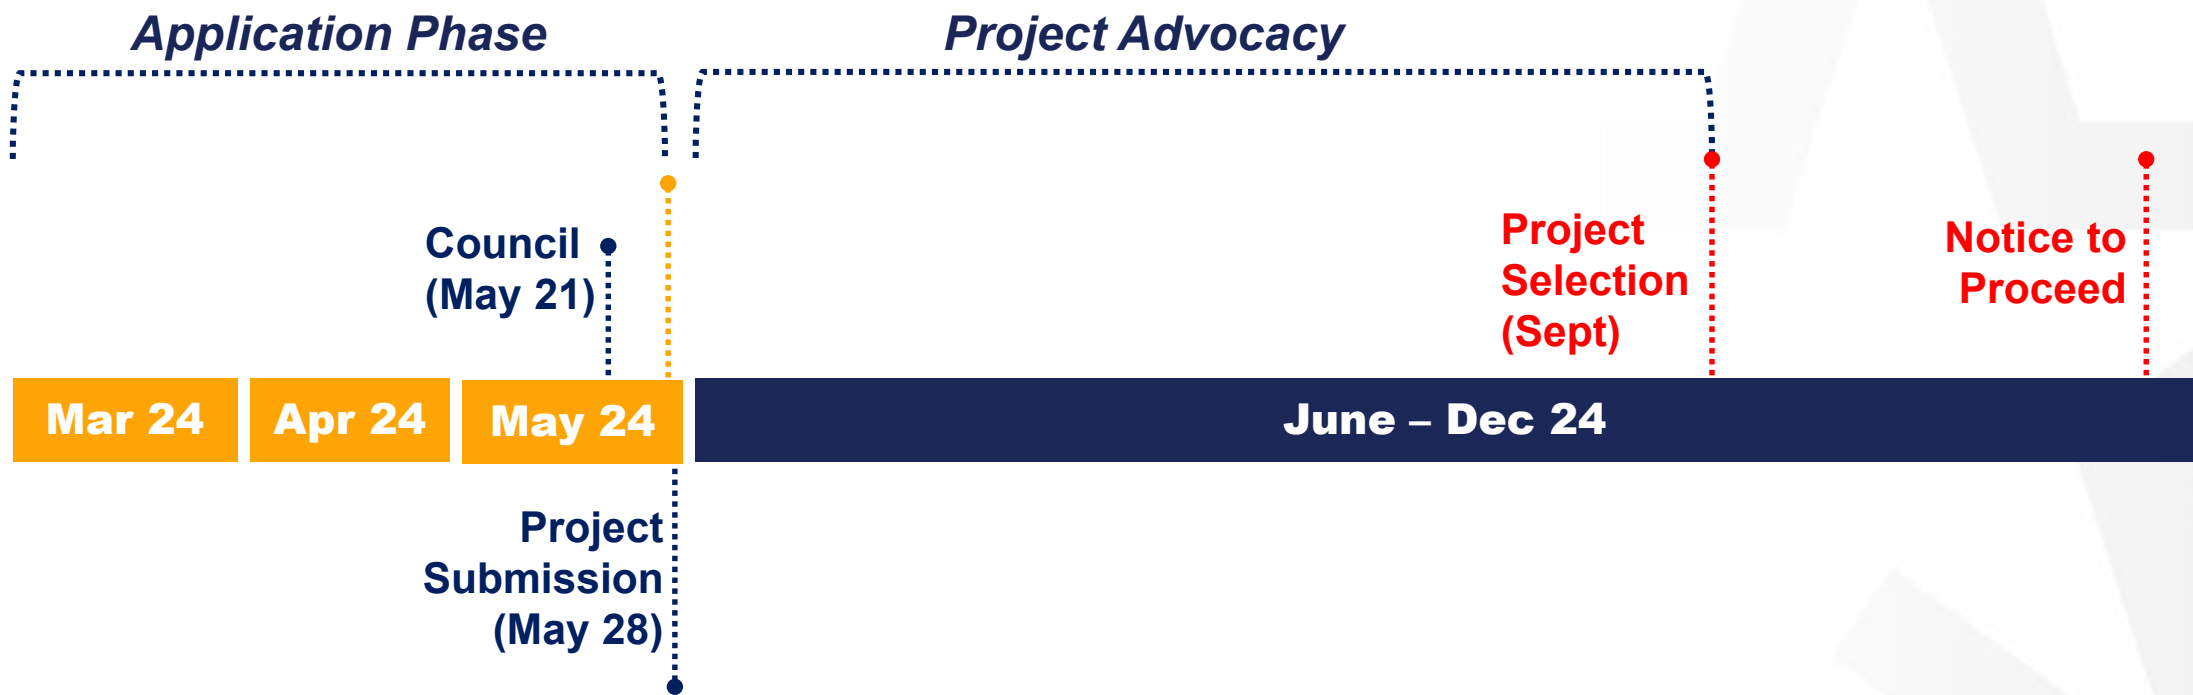 Application Phase
Project Advocacy
Council
(May 21)
Project
Selection
(Sept)
Notice to
Proceed
Mar 24
Apr 24
May 24
June – Dec 24
Project
Submission
(May 28)